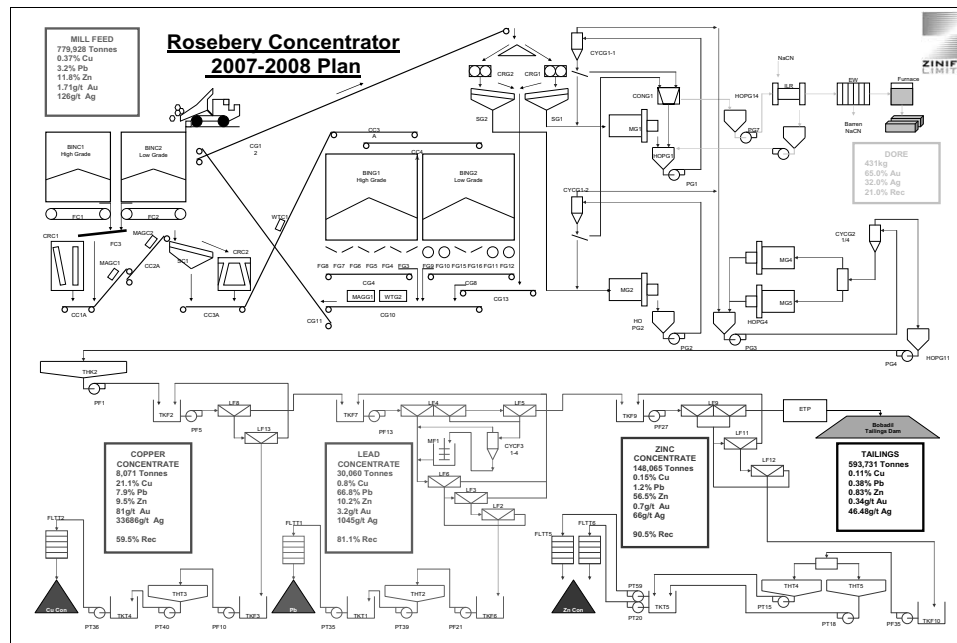 MILL FEED
779,928 Tonnes
0.37% Cu
3.2% Pb
11.8% Zn
1.71g/t Au
126g/t Ag
Rosebery Concentrator
2007-2008 Plan
ZINIF
LIMIT
BINC1
High Grade
BINC2
Low Grade
FC1
FC2
FC3
CRC1
MAGC1
MAGC2
CC2A
SC1
CRC2
CC1A
CC3A
WTC1
CG1
2
CC3
A
CC4
BING1
High Grade
BING2
Low Grade
FG8
FG7
FG6
FG5
FG4
FG3
FG9
FG10
FG15
FG16
FG11
FG12
CG4
CG8
MAGG1
WTG2
CG10
CG11
CG13
CRG2
CRG1
SG2
SG1
CYCG1-1
CONG1
MG1
HOPG1
PG1
CYCG1-2
MG2
HO
PG2
PG2
NaCN
HOPG14
PG7
ILR
EW
Furnace
Barren
NaCN
DORE
431kg
65.0% Au
32.0% Ag
21.0% Rec
CYCG2
1/4
MG4
MG5
HOPG4
PG3
PG4
HOPG11
THK2
PF1
TKF2
PF5
LF8
LF13
TKF7
PF13
LF4
LF5
MF1
CYCF3
1-4
LF6
LF3
LF2
TKF9
PF27
LF9
LF11
LF12
ETP
Bobadil
Tailings Dam
COPPER
CONCENTRATE
8,071 Tonnes
21.1% Cu
7.9% Pb
9.5% Zn
81g/t Au
33686g/t Ag
59.5% Rec
LEAD
CONCENTRATE
30,060 Tonnes
0.8% Cu
66.8% Pb
10.2% Zn
3.2g/t Au
1045g/t Ag
81.1% Rec
ZINC
CONCENTRATE
148,065 Tonnes
0.15% Cu
1.2% Pb
56.5% Zn
0.7g/t Au
66g/t Ag
90.5% Rec
TAILINGS
593,731 Tonnes
0.11% Cu
0.38% Pb
0.83% Zn
0.34g/t Au
46.48g/t Ag
FLTT2
Cu Con
PT36
TKT4
PT40
THT3
PF10
TKF3
FLTT1
Pb
PT35
TKT1
PT39
THT2
PF21
TKF6
FLTT5
FLTT6
Zn Con
PT59
PT20
TKT5
PT15
THT4
THT5
PT18
PF35
TKF10